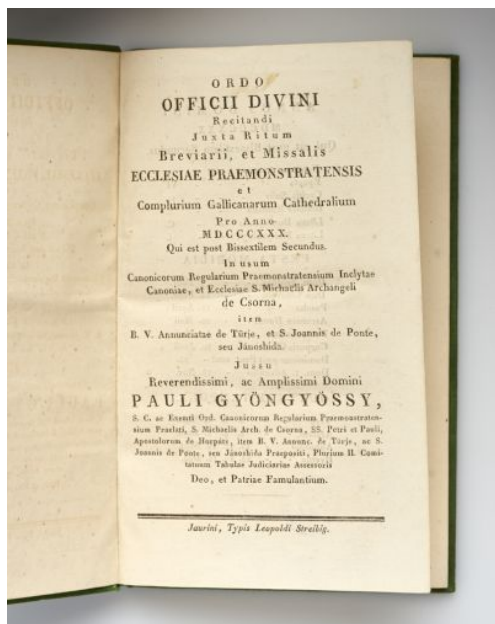 ORDO
OFFICII DIVINI
Recitandi
Juxta Ritum
Breviarii, et Missalis
ECCLESIAE PRAEMONSTRATENSIS
et
Complurium Gallicanarum Cathedralium
Pro Anno
MDCCCXXX.
Qui est post Bissextilem Secundus.
In usum
Canonicorum Regularium Praemonstratensium Inclytae
Canoniae, et Ecclesiae S. Michaelis Archangeli
de Csorna,
item
B. V. Annunciatae de Türje, et S. Joannis de Ponte,
seu Jánoshida.
Jussu
Reverendissimi, ac Amplissimi Domini
PAULI GYÖNGYÓSSY,
S. C. ac Exemti Ord. Canonicorum Regularium Praemonstraten-
sium Praelati, S. Michaelis Arch. de Csorna, SS. Petri et Pauli,
Apostolorum de Horpács, item B. V. Annunc. de Türje, ac S.
Joannis de Ponte, seu Jánoshida Praepositi, Plurium II. Comi-
tatuum Tabulae Judiciariae Assessoris
Deo, et Patriae Famulantium.
Jaurini, Typis Leopoldi Streibig.